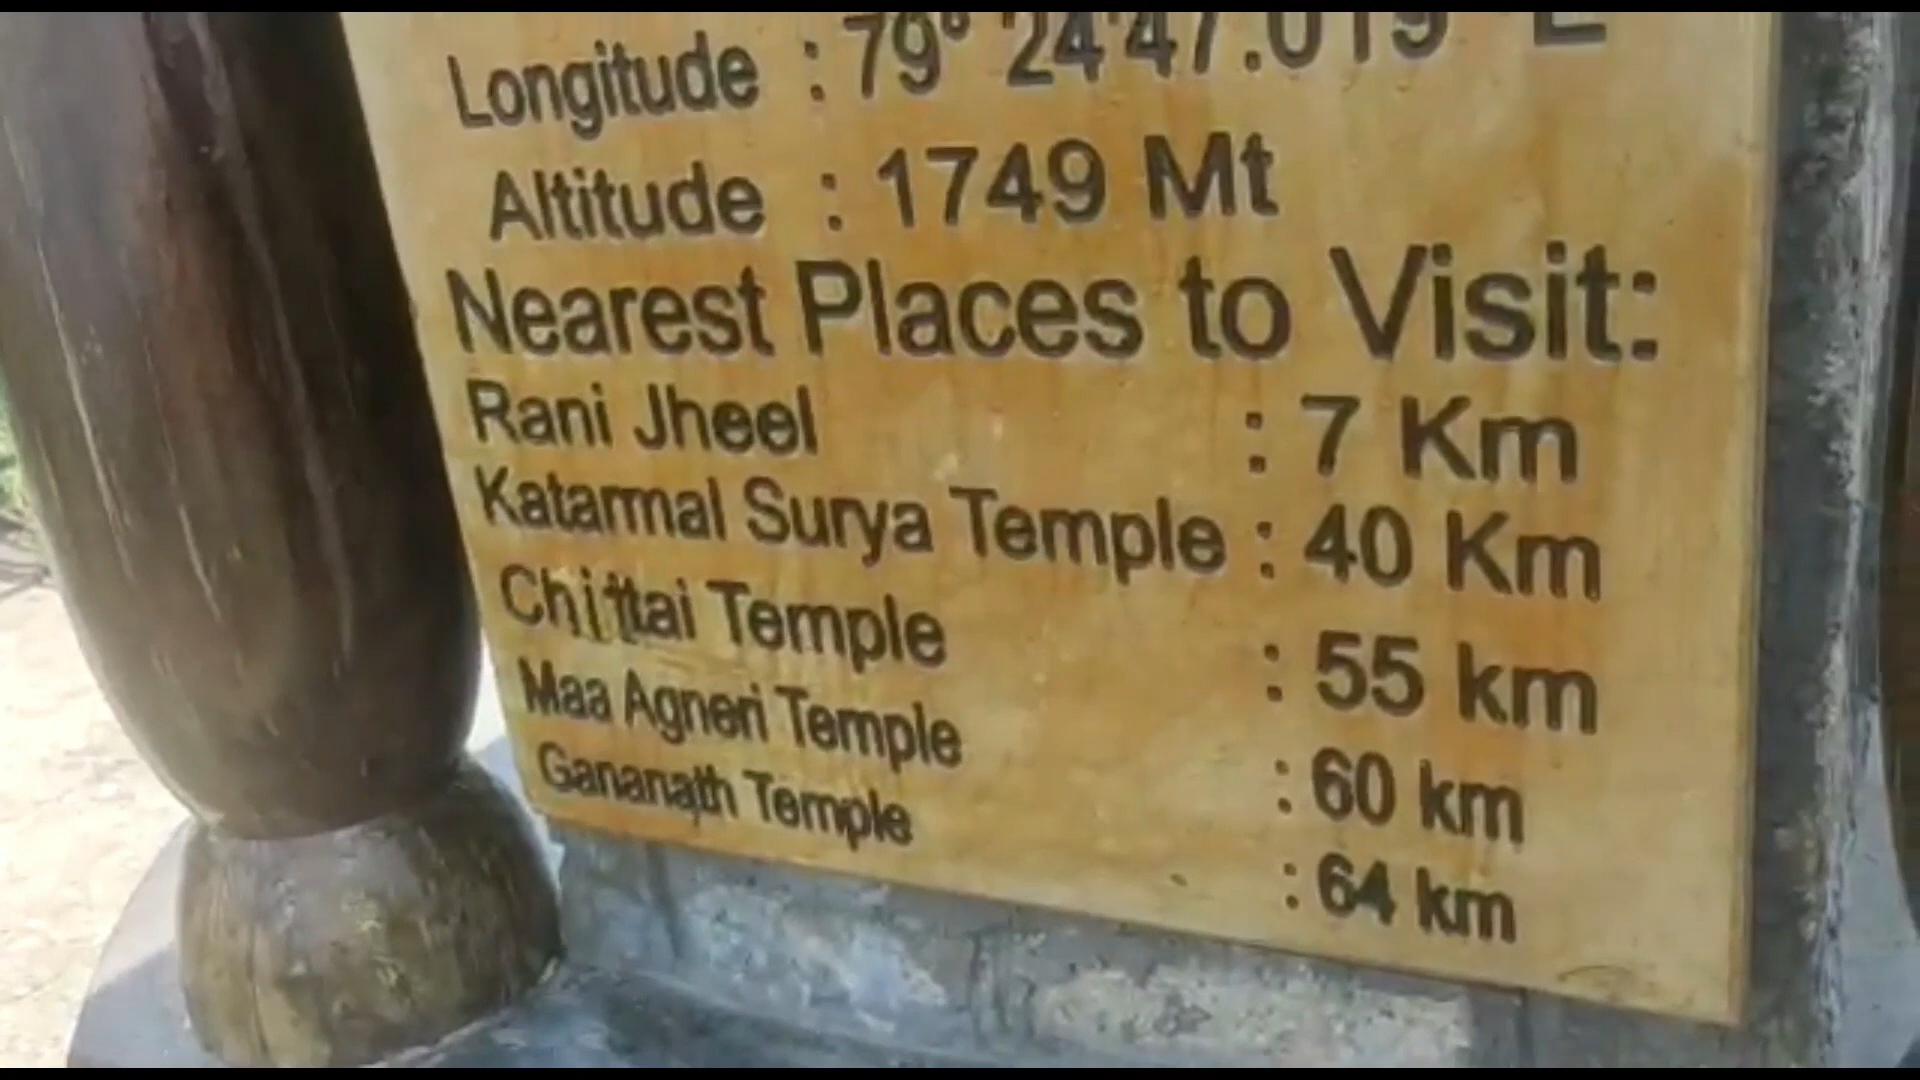 Longitude : 79° 24'47.019" E
Altitude : 1749 Mt
Nearest Places to Visit:
Rani Jheel : 7 Km
Katarmal Surya Temple : 40 Km
Chittai Temple : 55 km
Maa Agneri Temple : 60 km
Gananath Temple : 64 km